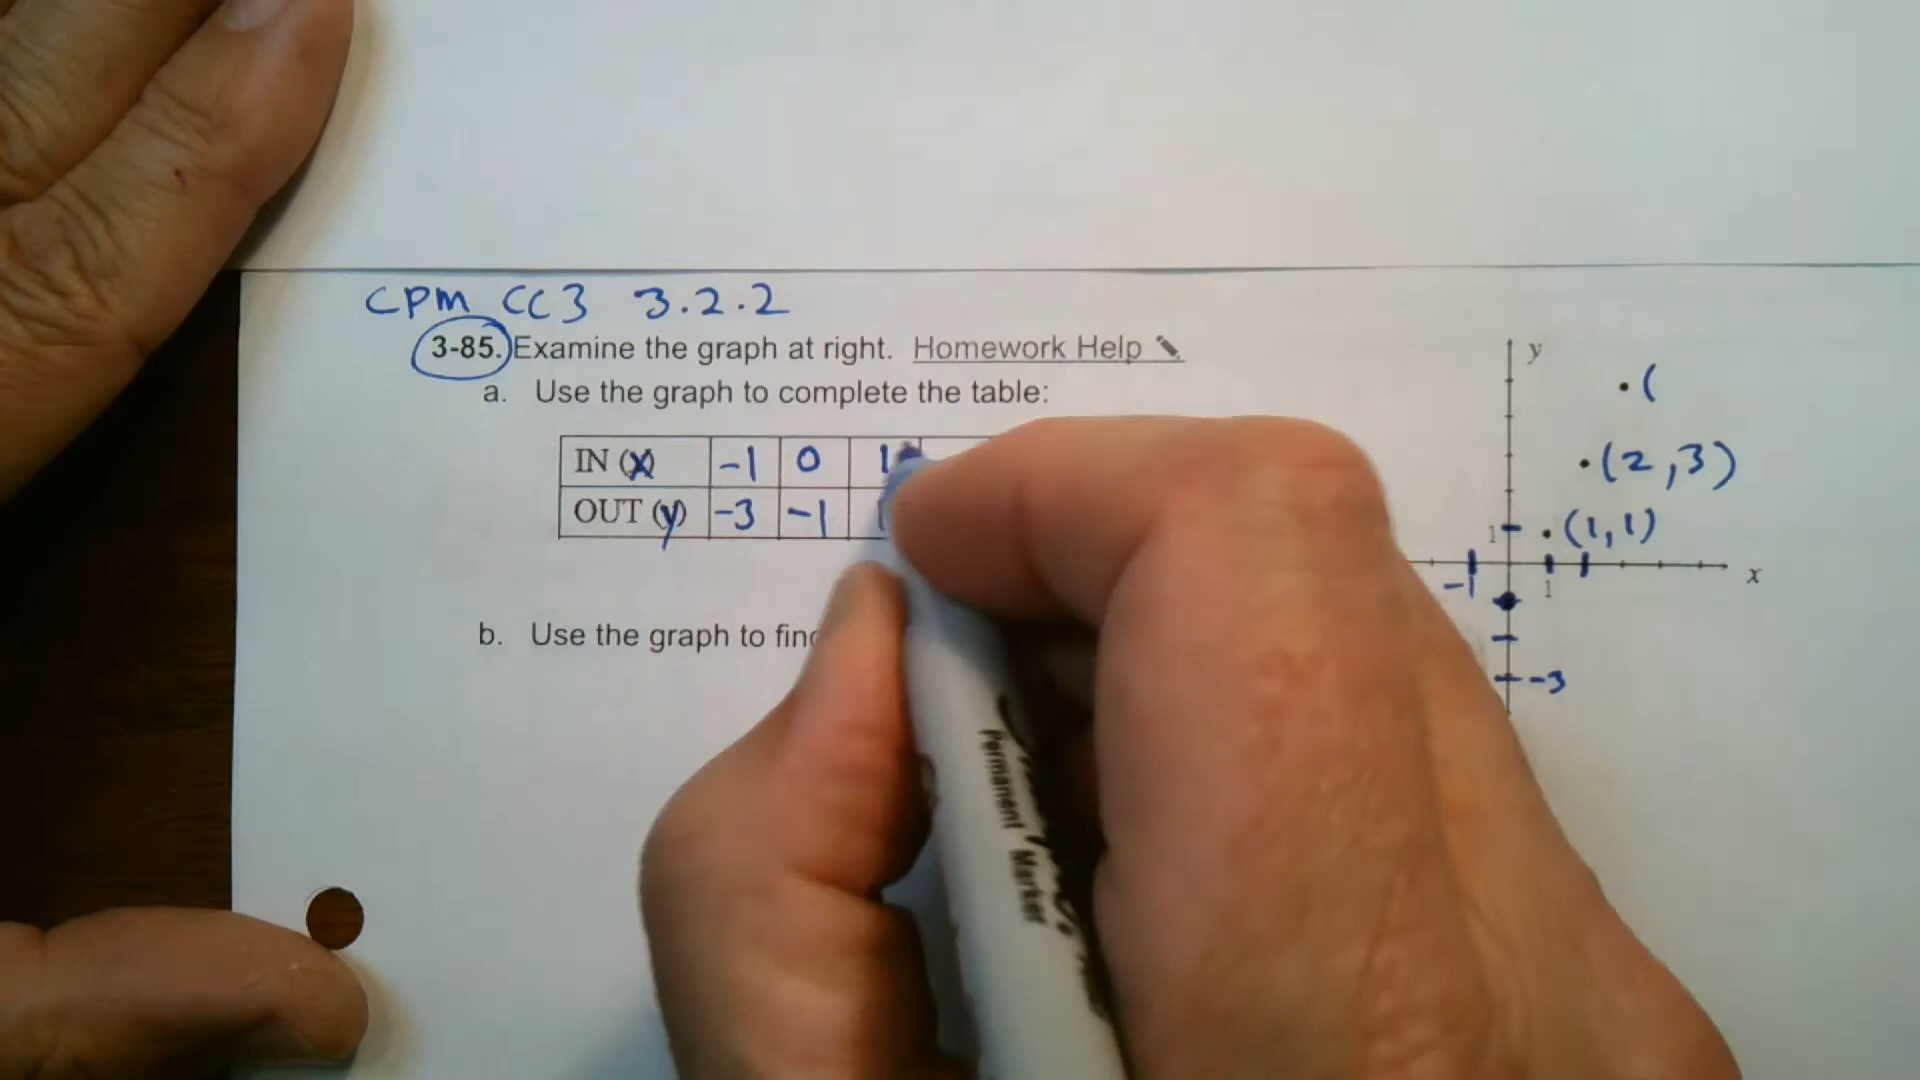 CPM CC3 3.2.2
3-85. Examine the graph at right. Homework Help
a. Use the graph to complete the table:
IN (x) -1 0 1
OUT (y) -3 -1
b. Use the graph to
y
(
(2,3)
1 (1,1)
-1 1 x
-3
Permanent Marker